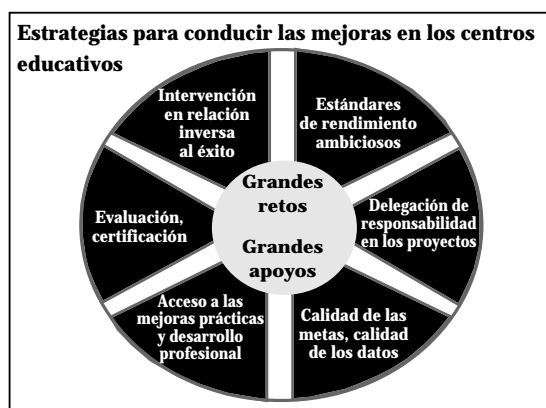 Estrategias para conducir las mejoras en los centros
educativos
Intervención
en relación
inversa
al éxito
Estándares
de rendimiento
ambiciosos
Grandes
retos
Grandes
apoyos
Evaluación,
certificación
Delegación de
responsabilidad
en los proyectos
Acceso a las
mejoras prácticas
y desarrollo
profesional
Calidad de las
metas, calidad
de los datos